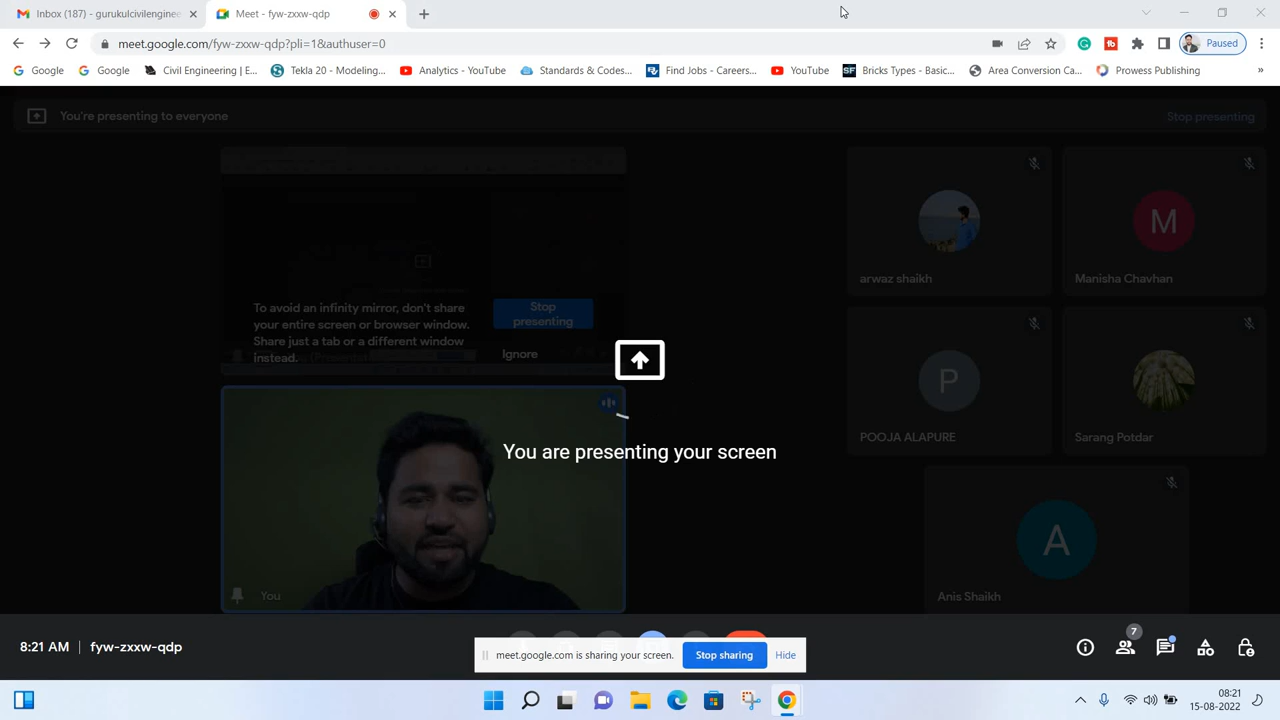 Inbox (187) - gurukulcivilengine
Meet - fyw-zxxw-qdp
meet.google.com/fyw-zxxw-qdp?pli=1&authuser=0
Paused
Google
Google
Civil Engineering | E...
Tekla 20 - Modeling...
Analytics - YouTube
Standards & Codes...
Find Jobs - Careers...
YouTube
SF
Bricks Types - Basic...
Area Conversion Ca...
Prowess Publishing
»
You're presenting to everyone
Stop presenting
To avoid an infinity mirror, don't share
your entire screen or browser window.
Share just a tab or a different window
instead.
Stop
presenting
Ignore
You are presenting your screen
You
arwaz shaikh
M
Manisha Chavhan
P
POOJA ALAPURE
Sarang Potdar
A
Anis Shaikh
8:21 AM | fyw-zxxw-qdp
meet.google.com is sharing your screen.
Stop sharing
Hide
7
08:21
15-08-2022